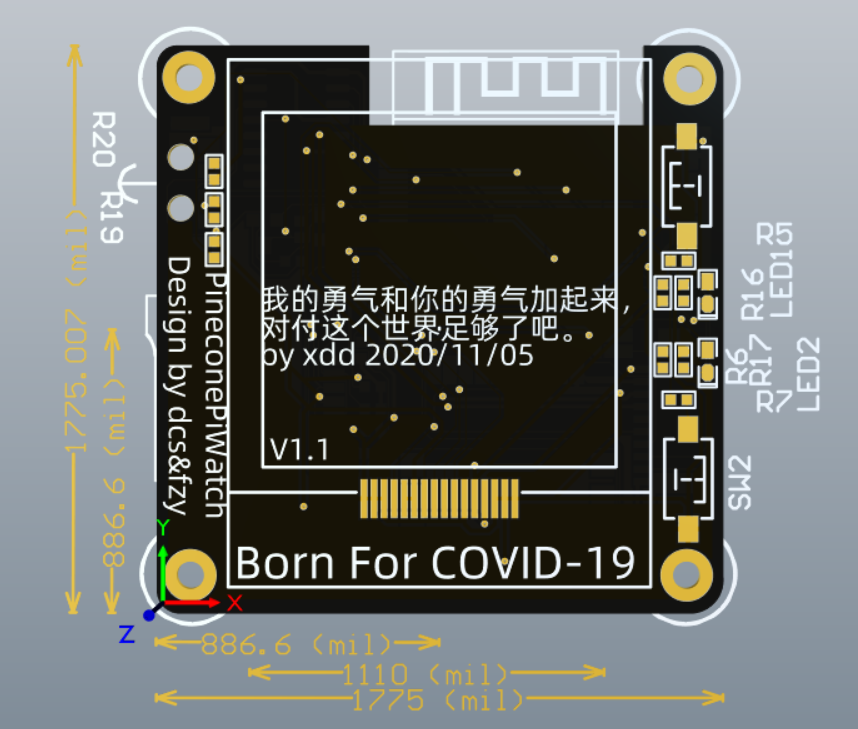 R20
R19
1775.007 (mil)
886.6 (mil)
Design by dcs&fzy
PineconePiWatch
我的勇气和你的勇气加起来，
对付这个世界足够了吧。
by xdd 2020/11/05
V1.1
Born For COVID-19
R5
LED16
R16
R6
R17
R7
LED2
SW2
Y
X
Z
886.6 (mil)
1110 (mil)
1775 (mil)